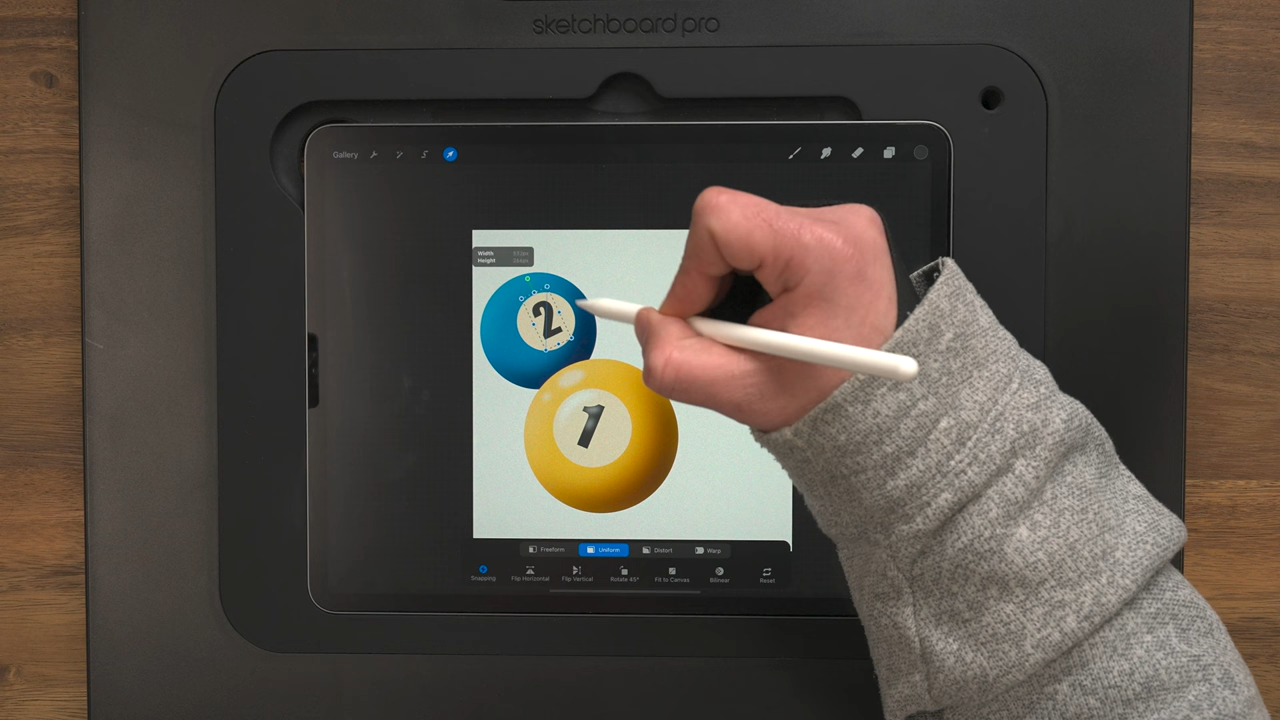 sketchboard pro
Gallery
Width
Height
2
1
Freeform Uniform Distort Warp
Snapping Flip Horizontal Flip Vertical Rotate 45° Fit to Canvas Bilinear Reset